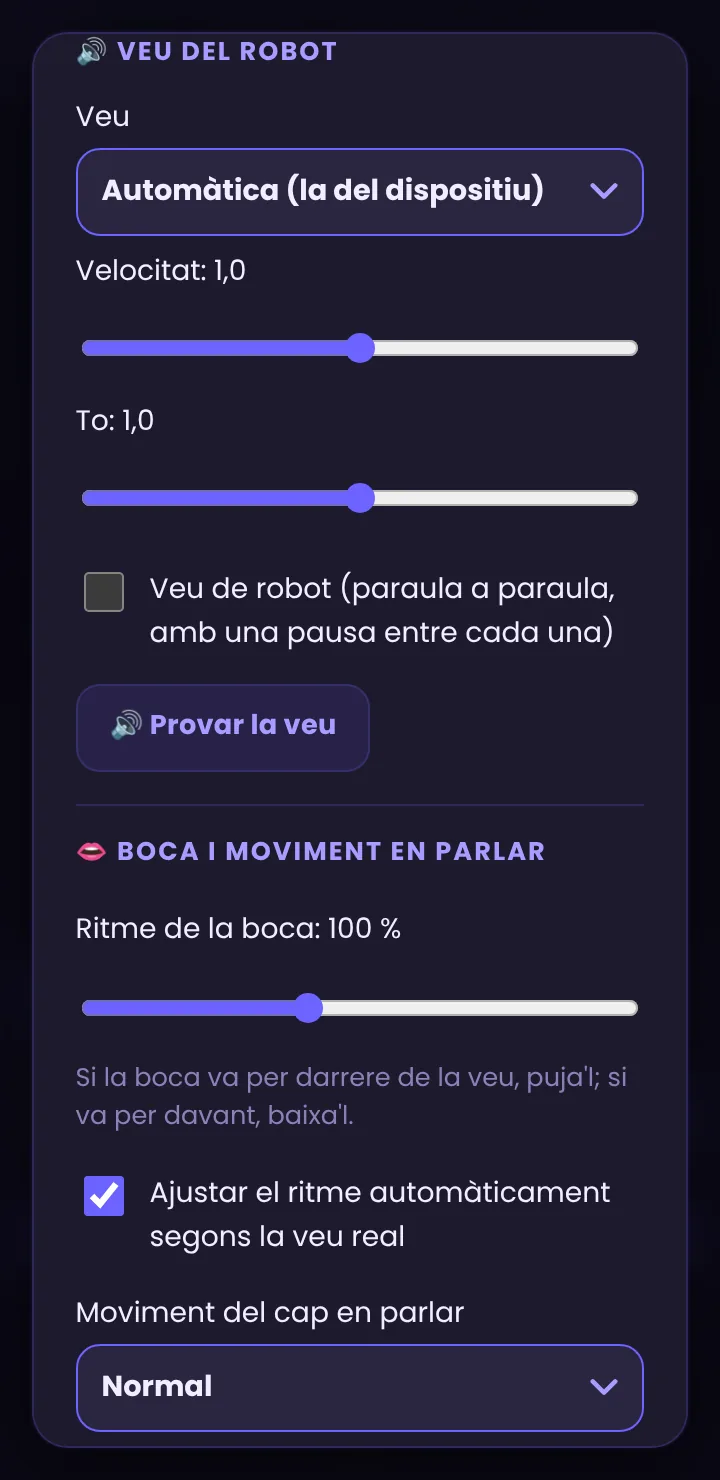 🔊 VEU DEL ROBOT
Veu
Automàtica (la del dispositiu)
Velocitat: 1,0
To: 1,0
Veu de robot (paraula a paraula,
amb una pausa entre cada una)
🔊 Provar la veu
👄 BOCA I MOVIMENT EN PARLAR
Ritme de la boca: 100 %
Si la boca va per darrere de la veu, puja'l; si
va per davant, baixa'l.
Ajustar el ritme automàticament
segons la veu real
Moviment del cap en parlar
Normal